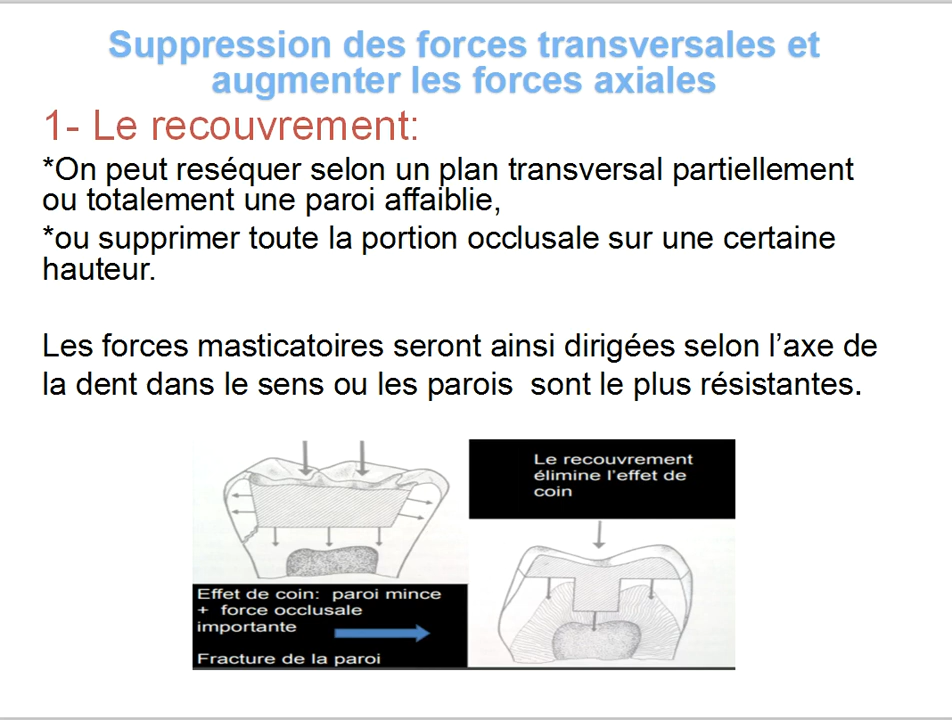 Suppression des forces transversales et
augmenter les forces axiales
1- Le recouvrement:
*On peut reséquer selon un plan transversal partiellement
ou totalement une paroi affaiblie,
*ou supprimer toute la portion occlusale sur une certaine
hauteur.
Les forces masticatoires seront ainsi dirigées selon l’axe de
la dent dans le sens ou les parois  sont le plus résistantes.
Le recouvrement
élimine l’effet de
coin
Effet de coin:  paroi mince
+  force occlusale
importante
Fracture de la paroi